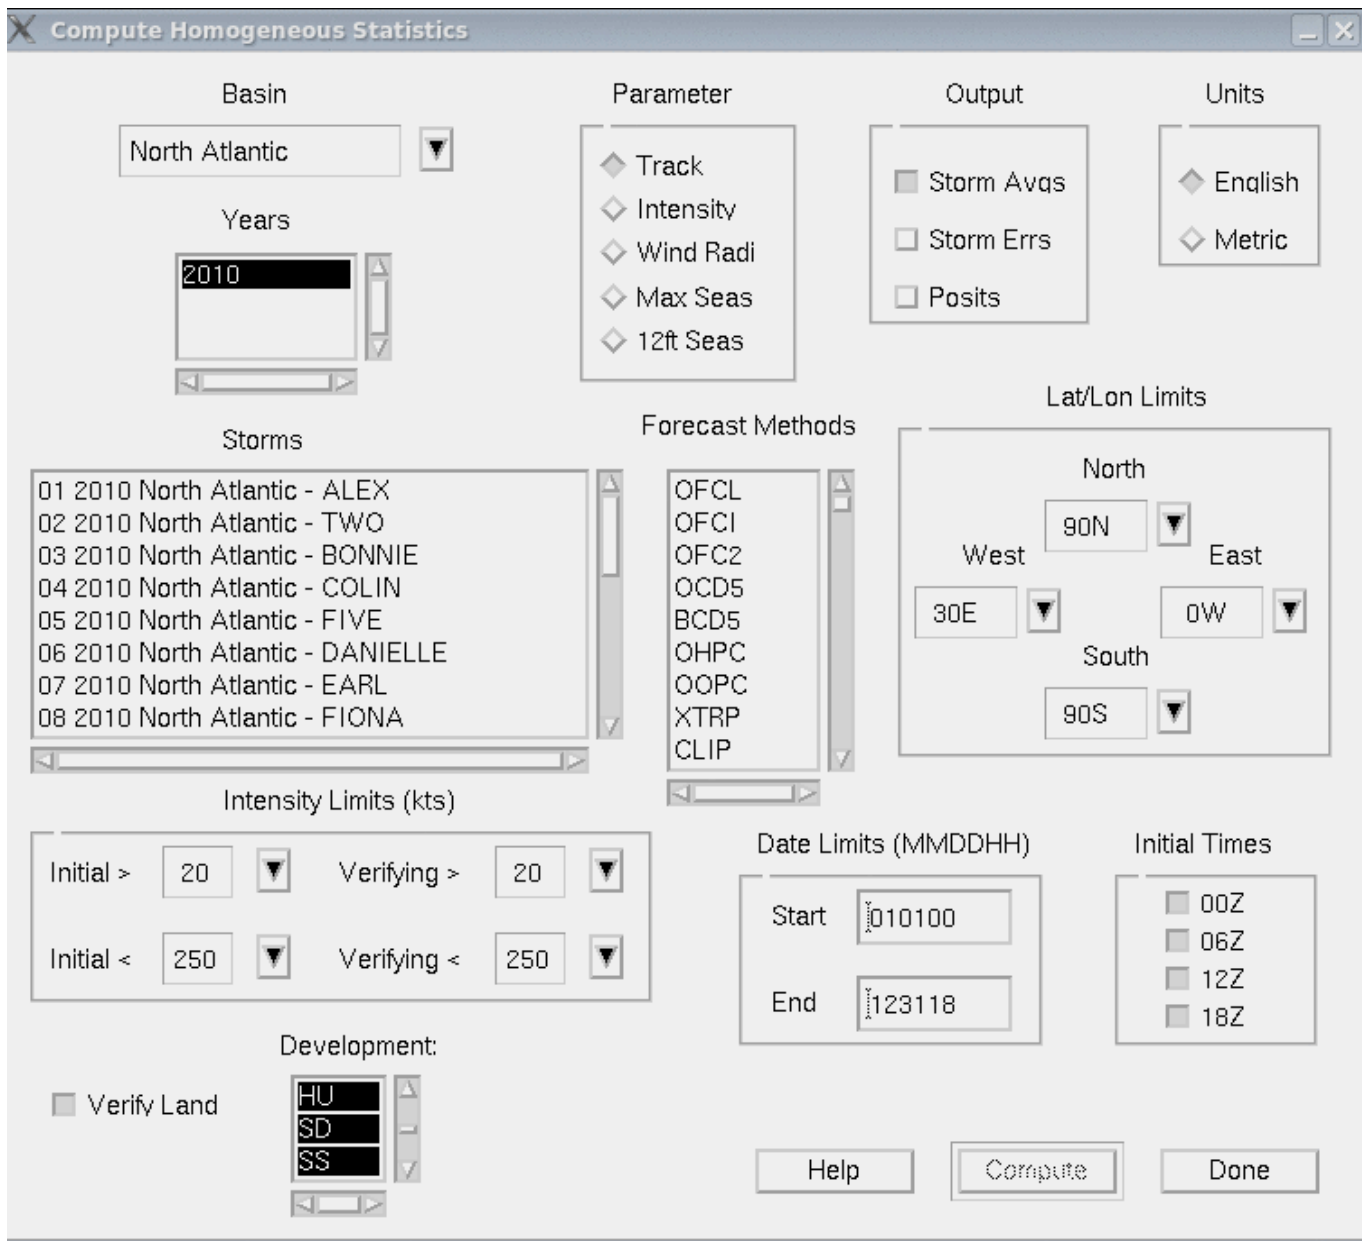 Compute Homogeneous Statistics
Basin
North Atlantic
Years
2010
Parameter
Track
Intensity
Wind Radi
Max Seas
12ft Seas
Output
Storm Avgs
Storm Errs
Posits
Units
English
Metric
Storms
01 2010 North Atlantic - ALEX
02 2010 North Atlantic - TWO
03 2010 North Atlantic - BONNIE
04 2010 North Atlantic - COLIN
05 2010 North Atlantic - FIVE
06 2010 North Atlantic - DANIELLE
07 2010 North Atlantic - EARL
08 2010 North Atlantic - FIONA
Forecast Methods
OFCL
OFCI
OFC2
OCD5
BCD5
OHPC
OOPC
XTRP
CLIP
Lat/Lon Limits
North
90N
West
East
30E
0W
South
90S
Intensity Limits (kts)
Initial > 20 Verifying > 20
Initial < 250 Verifying < 250
Date Limits (MMDDHH)
Start 010100
End 123118
Initial Times
00Z
06Z
12Z
18Z
Verify Land
Development:
HU
SD
SS
Help Compute Done